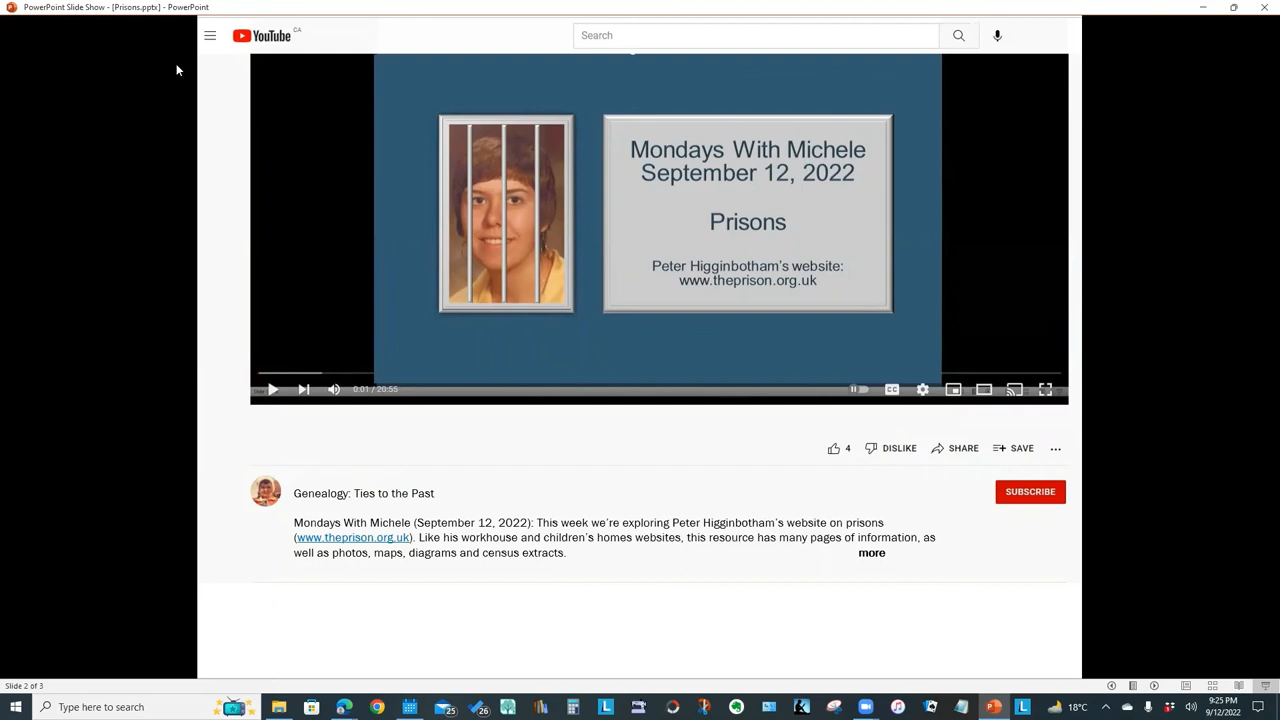 PowerPoint Slide Show - [Prisons.pptx] - PowerPoint
YouTube CA
Search
Mondays With Michele
September 12, 2022
Prisons
Peter Higginbotham's website:
www.theprison.org.uk
0:01 / 20:55
CC
4 DISLIKE SHARE SAVE
Genealogy: Ties to the Past
SUBSCRIBE
Mondays With Michele (September 12, 2022): This week we're exploring Peter Higginbotham's website on prisons
(www.theprison.org.uk). Like his workhouse and children's homes websites, this resource has many pages of information, as
well as photos, maps, diagrams and census extracts. more
Slide 2 of 3
Type here to search
25
26
L
L
18°C
9:25 PM
9/12/2022